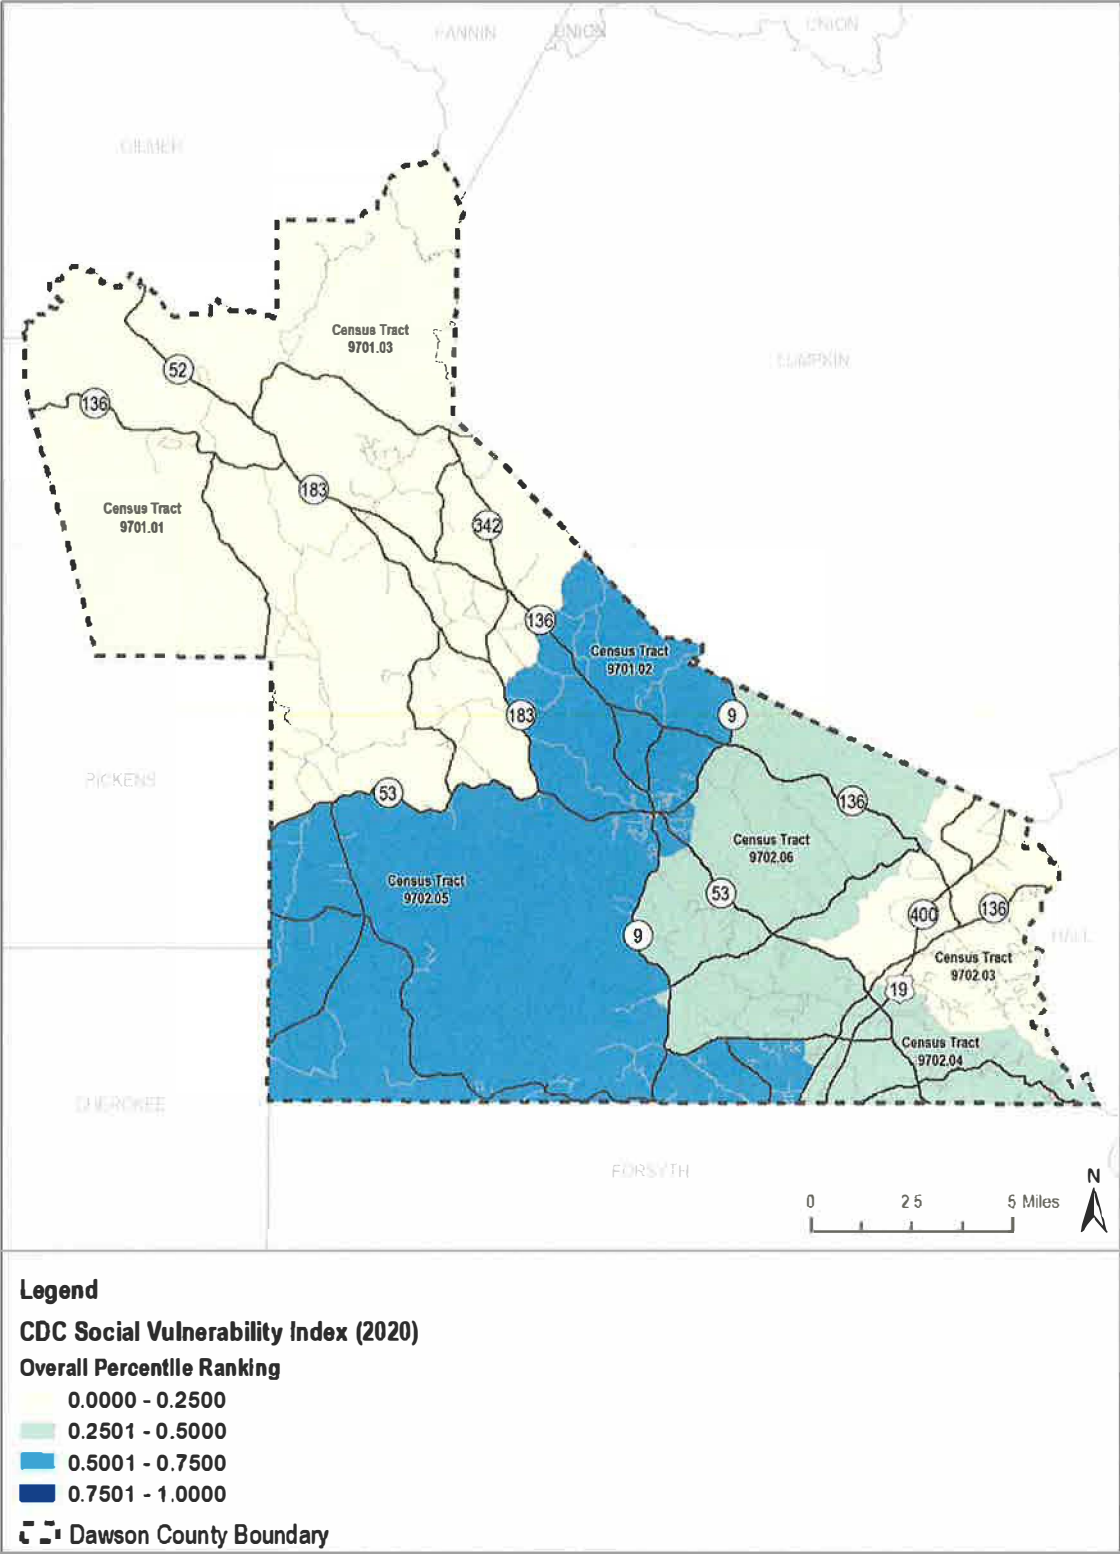 FANNIN UNION UNION
GILMER
Census Tract
9701.03
LUMPKIN
52
136
183
Census Tract
9701.01
342
136
Census Tract
9701.02
183
9
PICKENS
53
136
Census Tract
9702.06
Census Tract
9702.05
53
400
136
9
HALL
Census Tract
9702.03
19
Census Tract
9702.04
CHEROKEE
FORSYTH
N
0 2.5 5 Miles
Legend
CDC Social Vulnerability Index (2020)
Overall Percentile Ranking
0.0000 - 0.2500
0.2501 - 0.5000
0.5001 - 0.7500
0.7501 - 1.0000
Dawson County Boundary